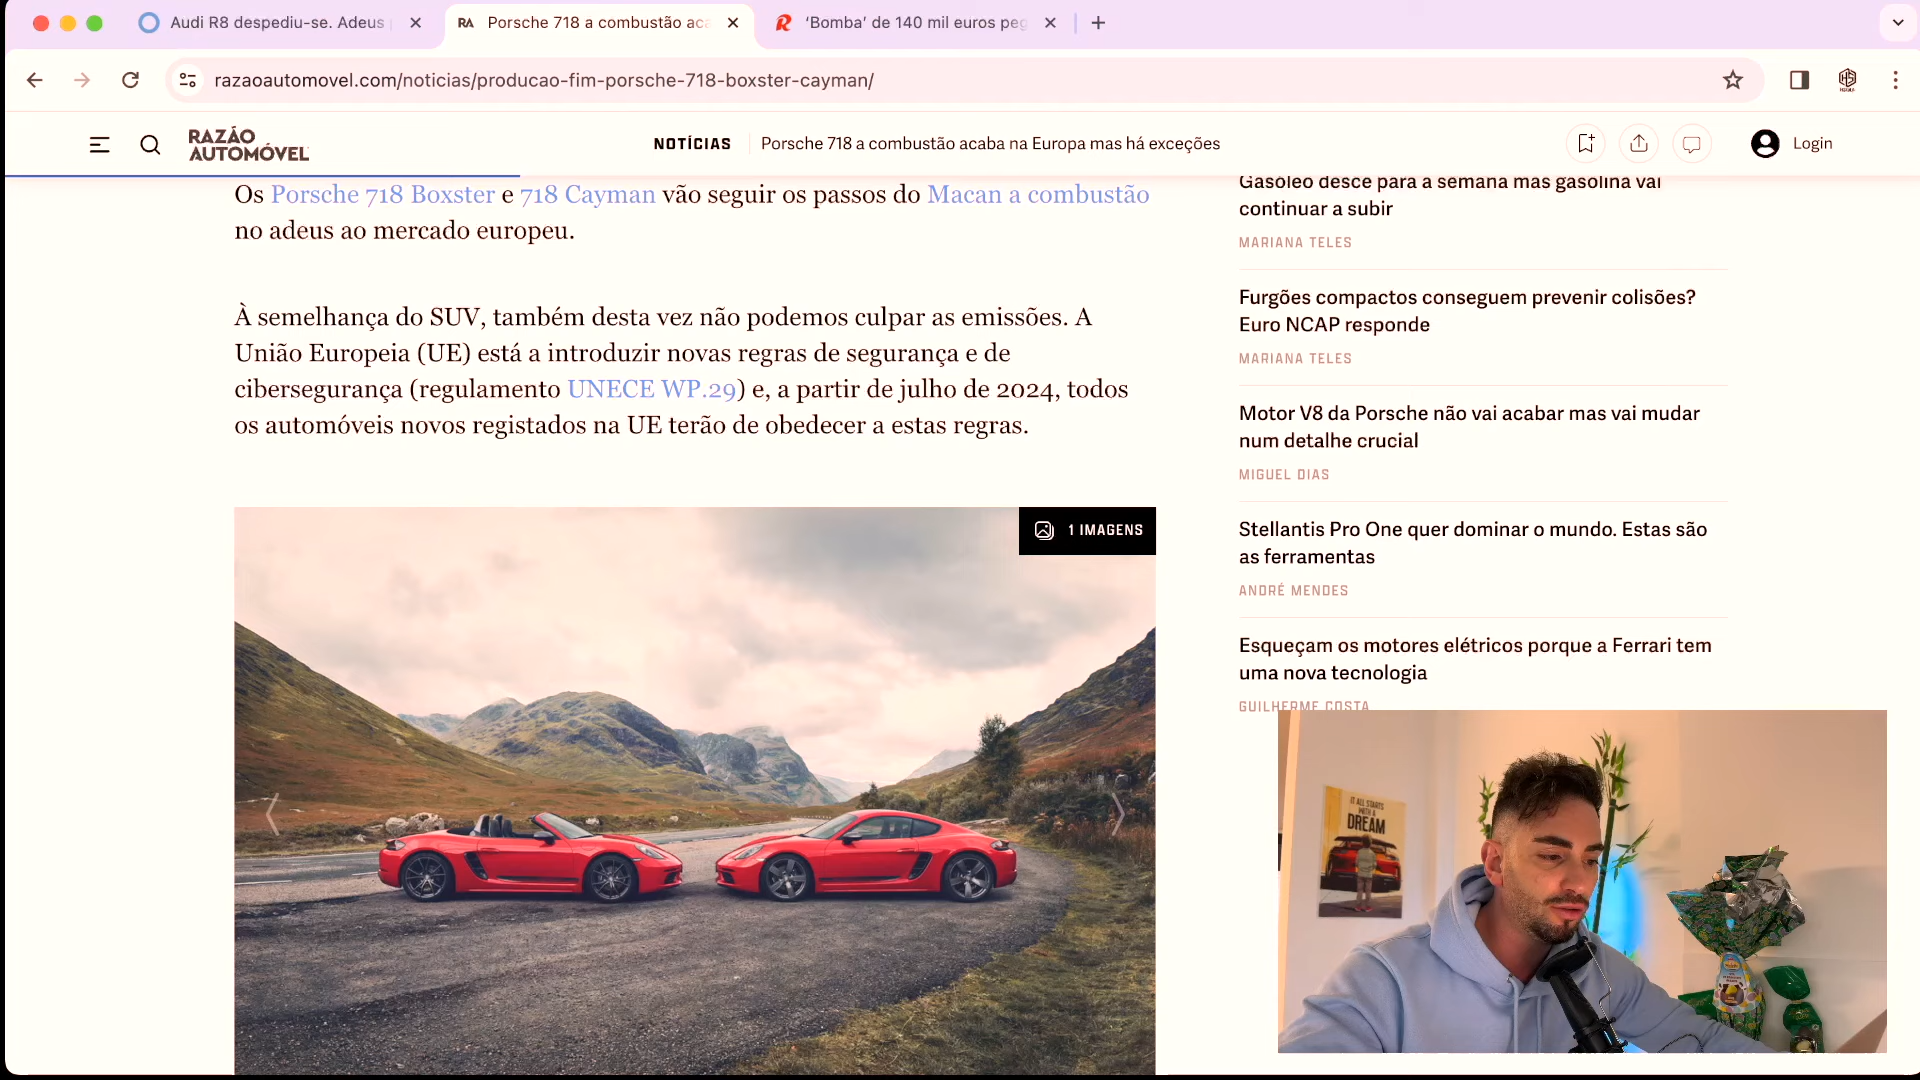 Audi R8 despediu-se. Adeus
RA Porsche 718 a combustão aca
'Bomba' de 140 mil euros peg
razaoautomovel.com/noticias/producao-fim-porsche-718-boxster-cayman/
RAZÃO
AUTOMÓVEL
NOTÍCIAS
Porsche 718 a combustão acaba na Europa mas há exceções
Login
Os Porsche 718 Boxster e 718 Cayman vão seguir os passos do Macan a combustão
no adeus ao mercado europeu.
À semelhança do SUV, também desta vez não podemos culpar as emissões. A
União Europeia (UE) está a introduzir novas regras de segurança e de
cibersegurança (regulamento UNECE WP.29) e, a partir de julho de 2024, todos
os automóveis novos registados na UE terão de obedecer a estas regras.
1 IMAGENS
Gasóleo desce para a semana mas gasolina vai
continuar a subir
MARIANA TELES
Furgões compactos conseguem prevenir colisões?
Euro NCAP responde
MARIANA TELES
Motor V8 da Porsche não vai acabar mas vai mudar
num detalhe crucial
MIGUEL DIAS
Stellantis Pro One quer dominar o mundo. Estas são
as ferramentas
ANDRÉ MENDES
Esqueçam os motores elétricos porque a Ferrari tem
uma nova tecnologia
GUILHERME COSTA
IT ALL STARTS
WITH A
DREAM